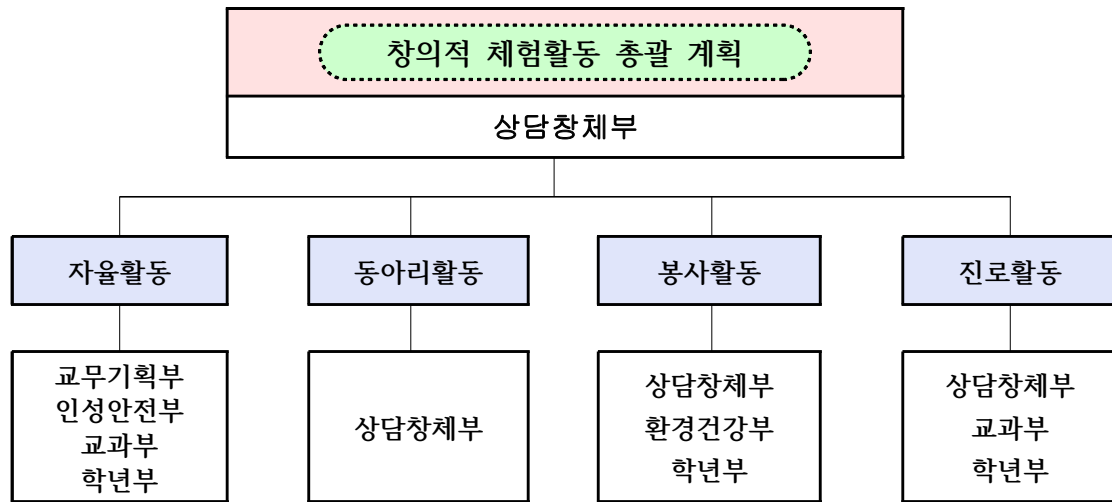 창의적 체험활동 총괄 계획
상담창체부
자율활동
동아리활동
봉사활동
진로활동
교무기획부
인성안전부
교과부
학년부
상담창체부
상담창체부
환경건강부
학년부
상담창체부
교과부
학년부